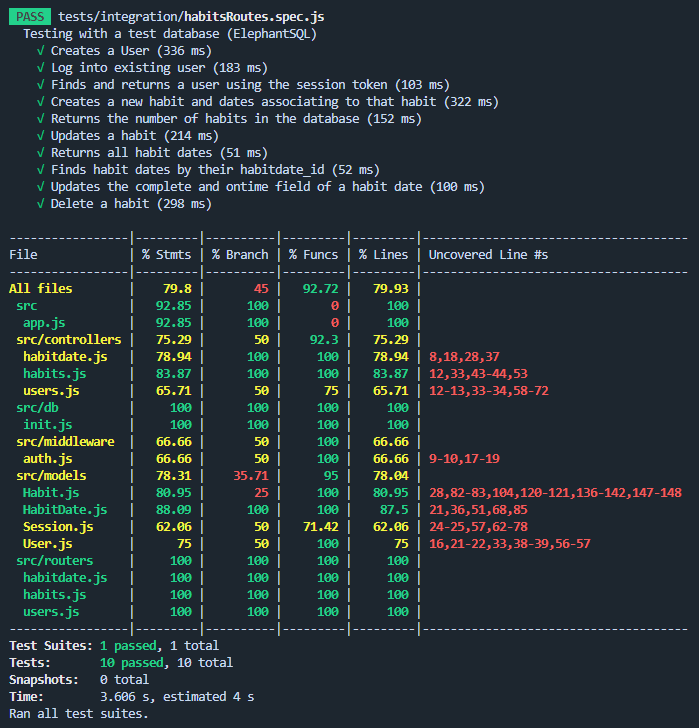 PASS tests/integration/habitsRoutes.spec.js
  Testing with a test database (ElephantSQL)
    √ Creates a User (336 ms)
    √ Log into existing user (183 ms)
    √ Finds and returns a user using the session token (103 ms)
    √ Creates a new habit and dates associating to that habit (322 ms)
    √ Returns the number of habits in the database (152 ms)
    √ Updates a habit (214 ms)
    √ Returns all habit dates (51 ms)
    √ Finds habit dates by their habitdate_id (52 ms)
    √ Updates the complete and ontime field of a habit date (100 ms)
    √ Delete a habit (298 ms)
-----------------|---------|----------|---------|---------|--------------------------------------
File             | % Stmts | % Branch | % Funcs | % Lines | Uncovered Line #s
-----------------|---------|----------|---------|---------|--------------------------------------
All files        |    79.8 |       45 |   92.72 |   79.93 |
 src             |   92.85 |      100 |       0 |     100 |
  app.js         |   92.85 |      100 |       0 |     100 |
 src/controllers |   75.29 |       50 |    92.3 |   75.29 |
  habitdate.js   |   78.94 |      100 |     100 |   78.94 | 8,18,28,37
  habits.js      |   83.87 |      100 |     100 |   83.87 | 12,33,43-44,53
  users.js       |   65.71 |       50 |      75 |   65.71 | 12-13,33-34,58-72
 src/db          |     100 |      100 |     100 |     100 |
  init.js        |     100 |      100 |     100 |     100 |
 src/middleware  |   66.66 |       50 |     100 |   66.66 |
  auth.js        |   66.66 |       50 |     100 |   66.66 | 9-10,17-19
 src/models      |   78.31 |    35.71 |      95 |   78.04 |
  Habit.js       |   80.95 |       25 |     100 |   80.95 | 28,82-83,104,120-121,136-142,147-148
  HabitDate.js   |   88.09 |      100 |     100 |    87.5 | 21,36,51,68,85
  Session.js     |   62.06 |       50 |   71.42 |   62.06 | 24-25,57,62-78
  User.js        |      75 |       50 |     100 |      75 | 16,21-22,33,38-39,56-57
 src/routers     |     100 |      100 |     100 |     100 |
  habitdate.js   |     100 |      100 |     100 |     100 |
  habits.js      |     100 |      100 |     100 |     100 |
  users.js       |     100 |      100 |     100 |     100 |
-----------------|---------|----------|---------|---------|--------------------------------------
Test Suites: 1 passed, 1 total
Tests:       10 passed, 10 total
Snapshots:   0 total
Time:        3.606 s, estimated 4 s
Ran all test suites.